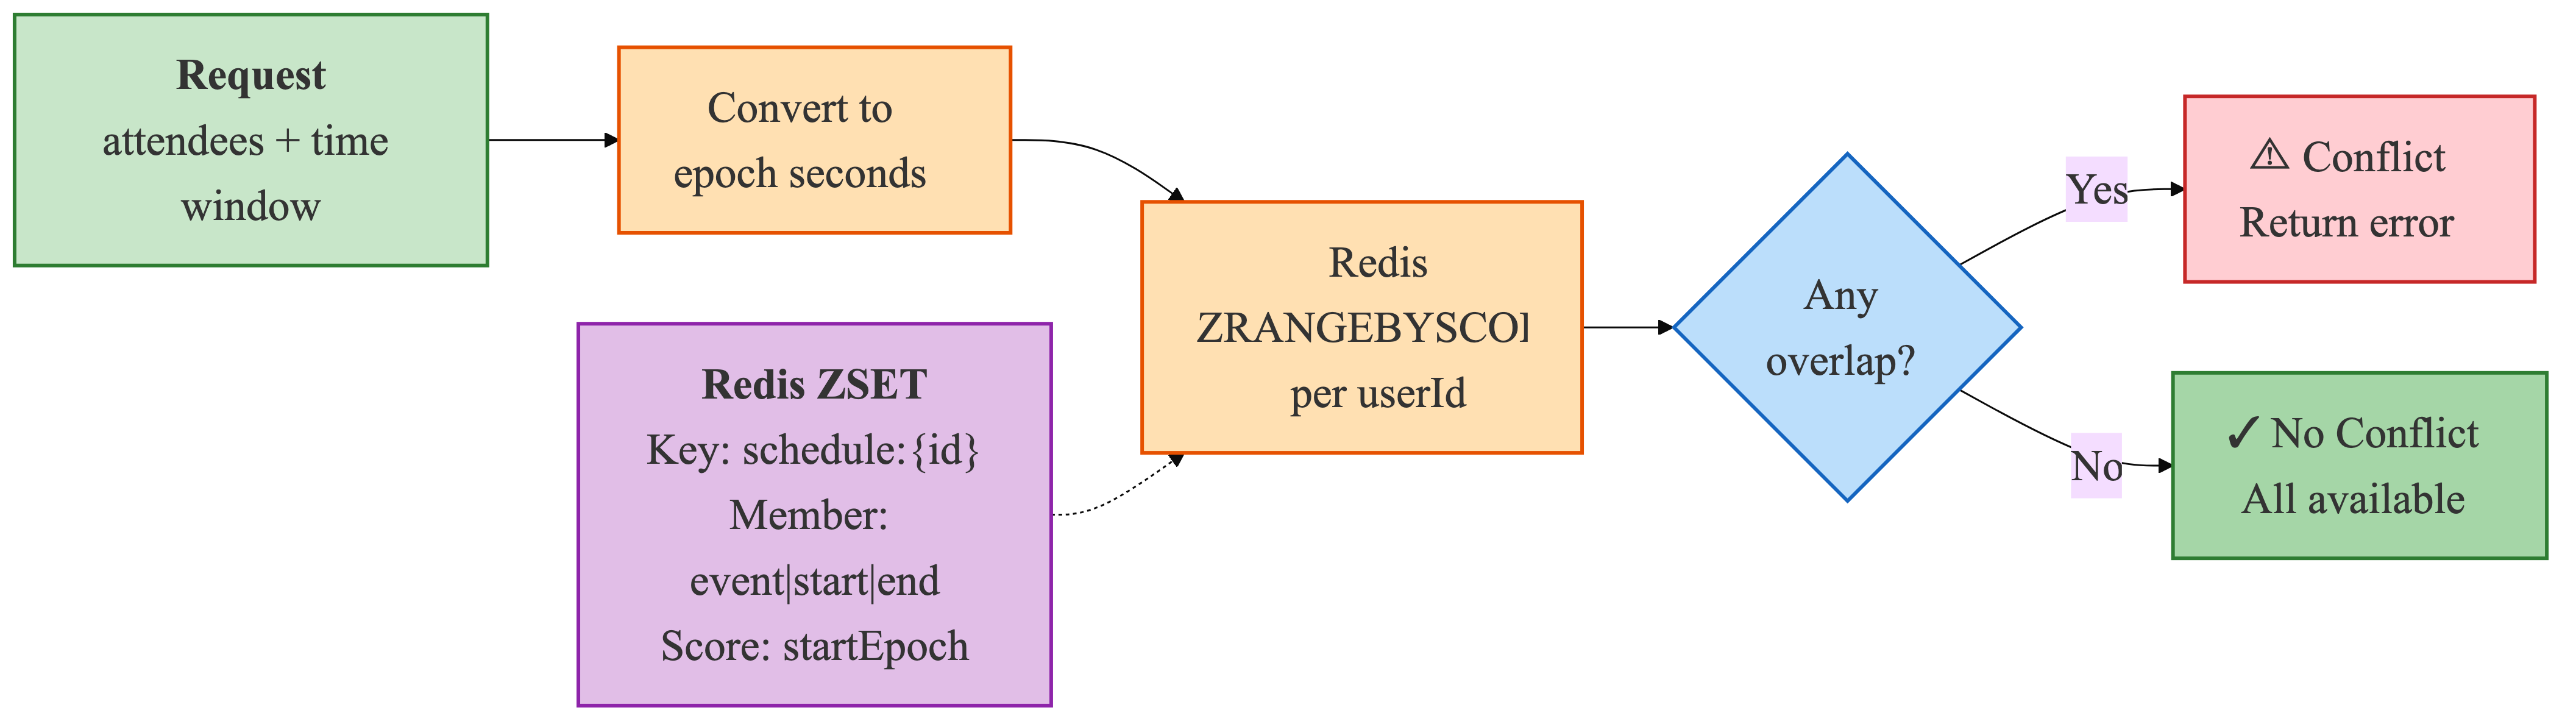 Request
attendees + time
window
Convert to
epoch seconds
Redis ZSET
Key: schedule:{id}
Member:
event|start|end
Score: startEpoch
Redis
per userId
Any
overlap?
Yes
No
⚠ Conflict
Return error
✓ No Conflict
All available